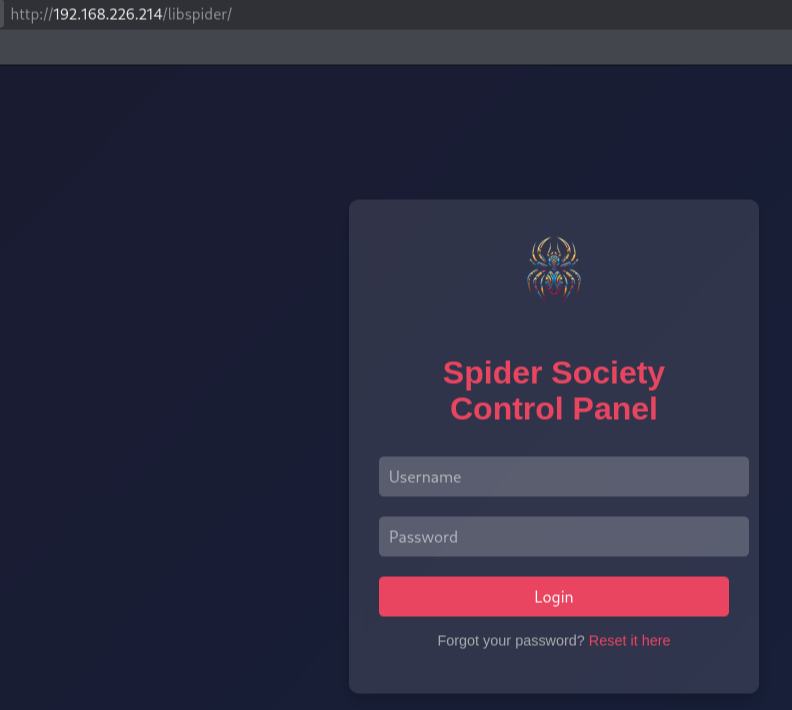 http://192.168.226.214/libspider/
Spider Society
Control Panel
Username
Password
Login
Forgot your password? Reset it here